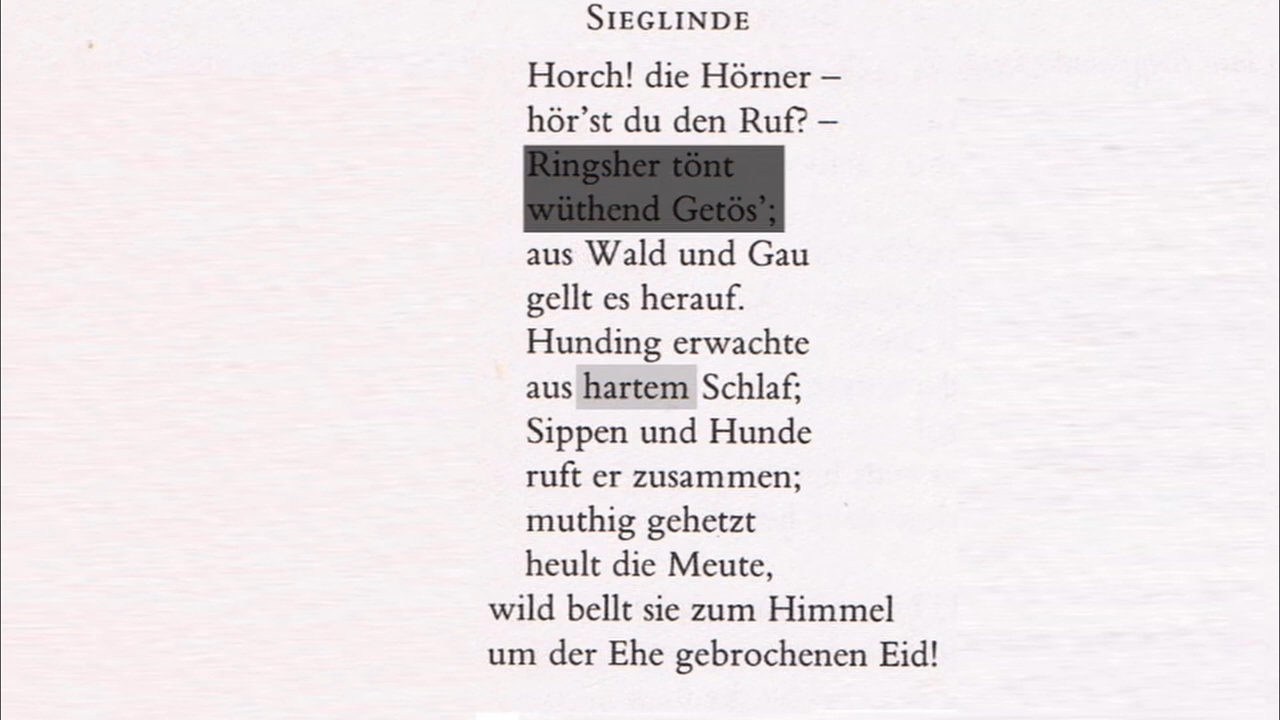 SIEGLINDE
Horch! die Hörner –
hör'st du den Ruf? –
Ringsher tönt
wüthend Getös';
aus Wald und Gau
gellt es herauf.
Hunding erwachte
aus hartem Schlaf;
Sippen und Hunde
ruft er zusammen;
muthig gehetzt
heult die Meute,
wild bellt sie zum Himmel
um der Ehe gebrochenen Eid!